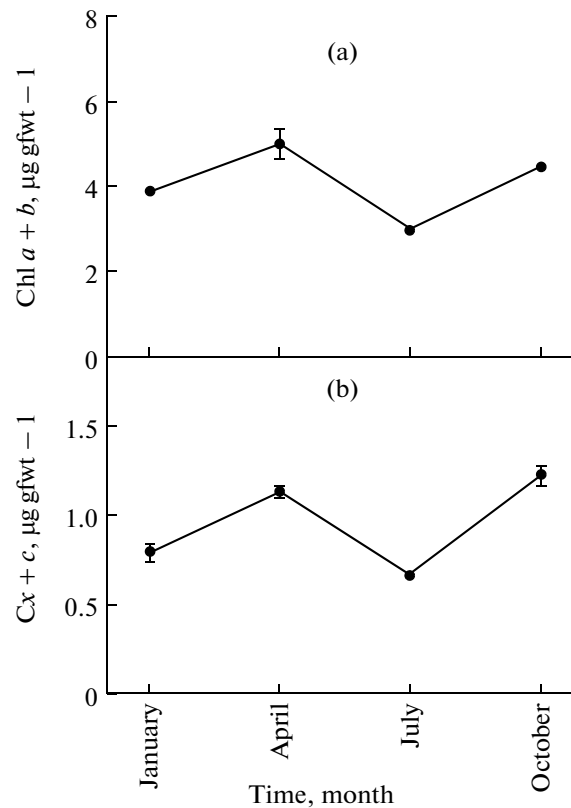 8
(a)
6
4
2
0
Chl a + b, μg gfwt − 1
(b)
1.5
1.0
0.5
0
Cx + c, μg gfwt − 1
January
April
July
October
Time, month